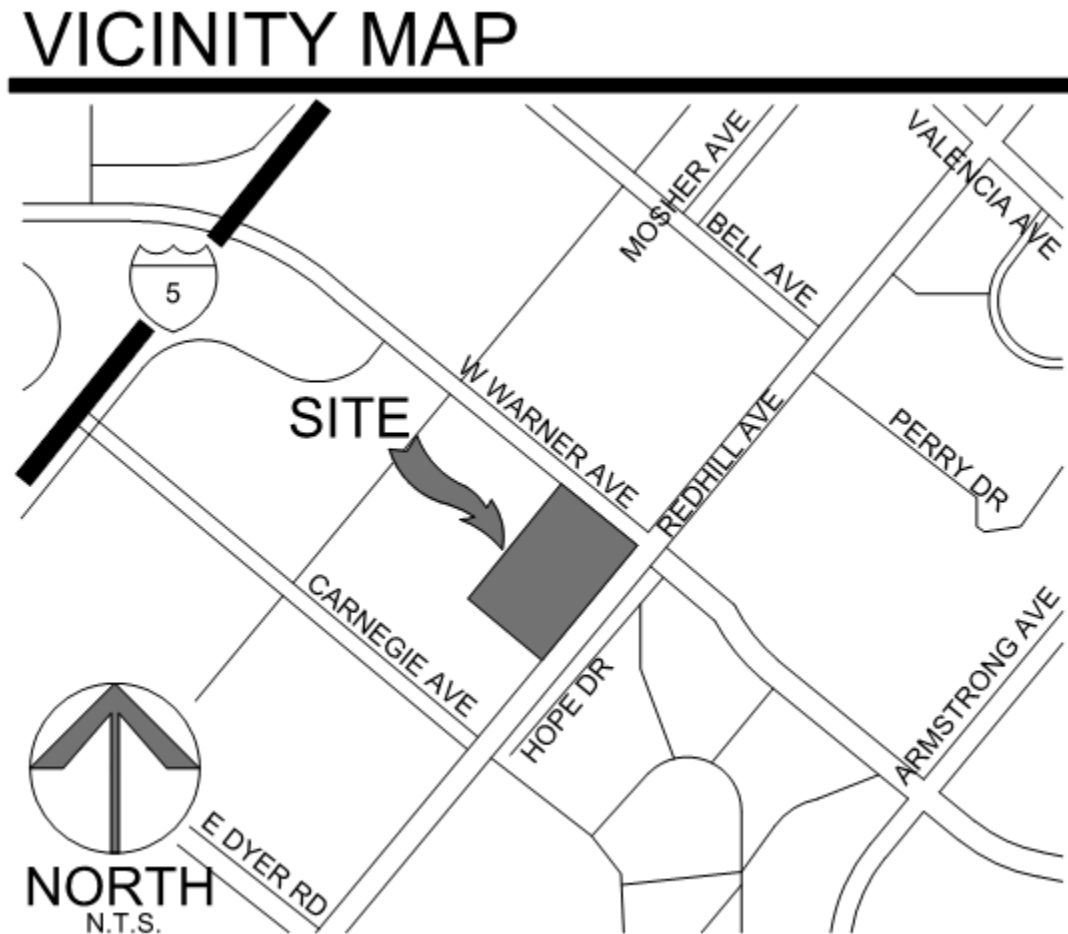 VICINITY MAP
MOSHER AVE
VALENCIA AVE
BELL AVE
5
W WARNER AVE
SITE
REDHILL AVE
PERRY DR
CARNEGIE AVE
HOPE DR
ARMSTRONG AVE
E DYER RD
NORTH
N.T.S.